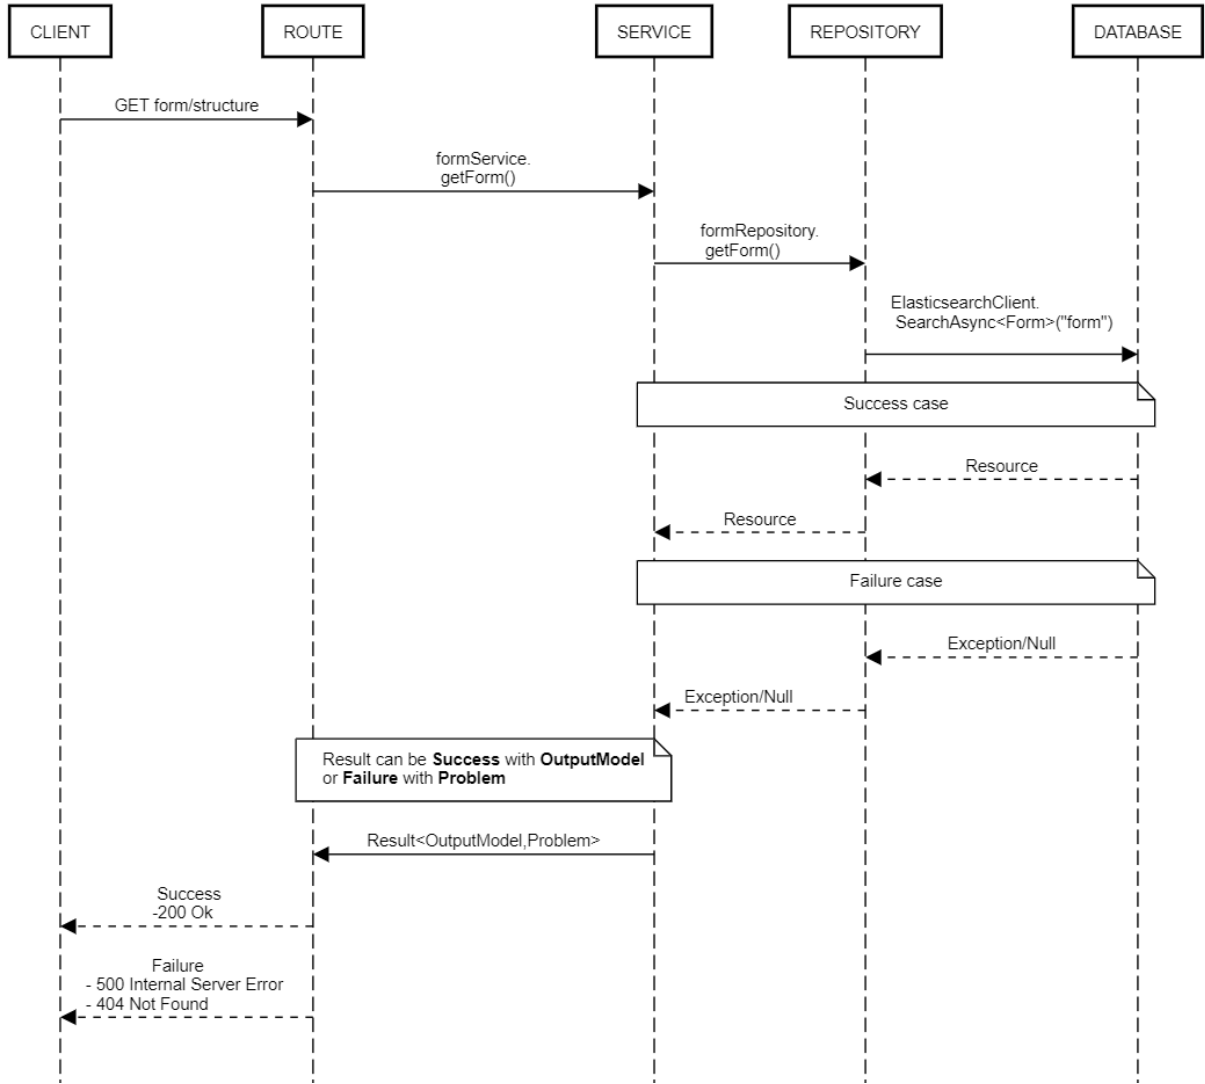 CLIENT
ROUTE
SERVICE
REPOSITORY
DATABASE
GET form/structure
formService.
getForm()
formRepository.
getForm()
ElasticsearchClient.
SearchAsync<Form>("form")
Success case
Resource
Resource
Failure case
Exception/Null
Exception/Null
Result can be Success with OutputModel
or Failure with Problem
Result<OutputModel,Problem>
Success
-200 Ok
Failure
- 500 Internal Server Error
- 404 Not Found